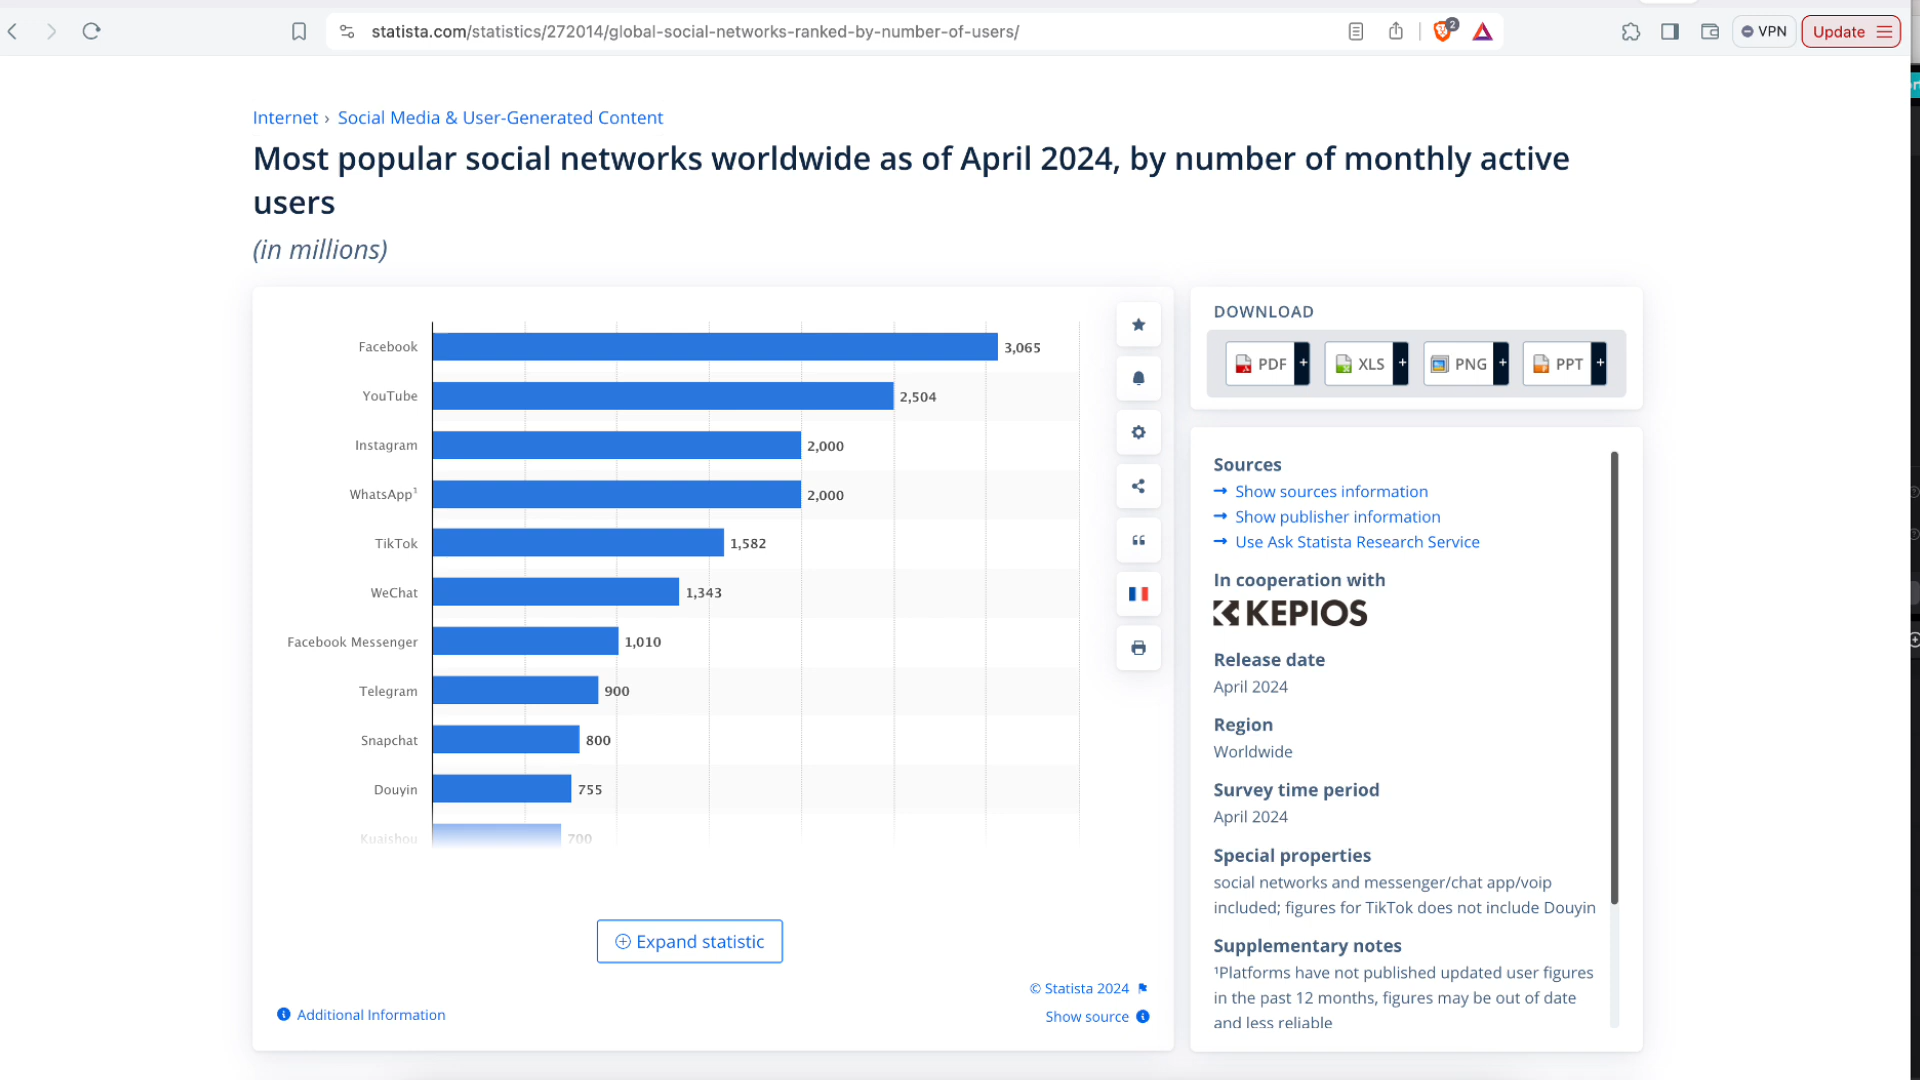 statista.com/statistics/272014/global-social-networks-ranked-by-number-of-users/
2
VPN
Update
Internet › Social Media & User-Generated Content
Most popular social networks worldwide as of April 2024, by number of monthly active
users
(in millions)
Facebook 3,065
YouTube 2,504
Instagram 2,000
WhatsApp¹ 2,000
TikTok 1,582
WeChat 1,343
Facebook Messenger 1,010
Telegram 900
Snapchat 800
Douyin 755
Kuaishou 700
Expand statistic
© Statista 2024
Additional Information
Show source
DOWNLOAD
PDF + XLS + PNG + PPT +
Sources
→ Show sources information
→ Show publisher information
→ Use Ask Statista Research Service
In cooperation with
KEPIOS
Release date
April 2024
Region
Worldwide
Survey time period
April 2024
Special properties
social networks and messenger/chat app/voip
included; figures for TikTok does not include Douyin
Supplementary notes
¹Platforms have not published updated user figures
in the past 12 months, figures may be out of date
and less reliable